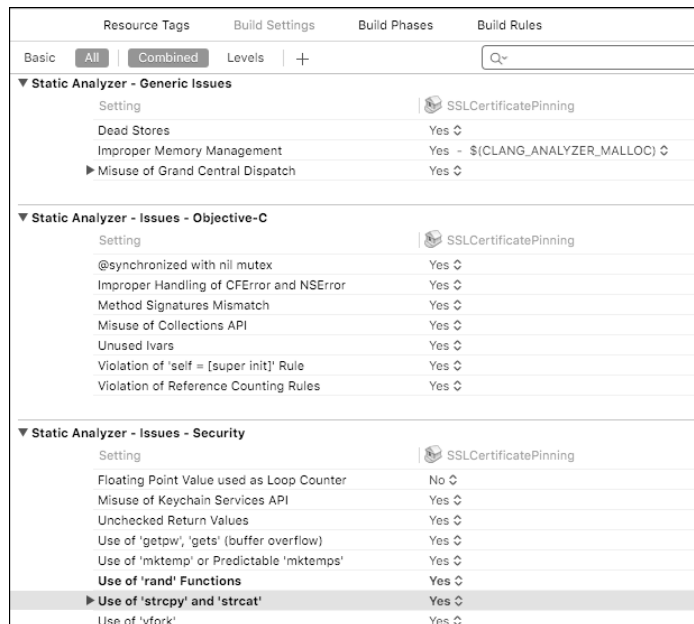 Resource Tags Build Settings Build Phases Build Rules
Basic All Combined Levels +
Static Analyzer - Generic Issues
Setting SSLCertificatePinning
Dead Stores Yes
Improper Memory Management Yes - $(CLANG_ANALYZER_MALLOC)
Misuse of Grand Central Dispatch Yes
Static Analyzer - Issues - Objective-C
Setting SSLCertificatePinning
@synchronized with nil mutex Yes
Improper Handling of CFError and NSError Yes
Method Signatures Mismatch Yes
Misuse of Collections API Yes
Unused Ivars Yes
Violation of 'self = [super init]' Rule Yes
Violation of Reference Counting Rules Yes
Static Analyzer - Issues - Security
Setting SSLCertificatePinning
Floating Point Value used as Loop Counter No
Misuse of Keychain Services API Yes
Unchecked Return Values Yes
Use of 'getpw', 'gets' (buffer overflow) Yes
Use of 'mktemp' or Predictable 'mktemps' Yes
Use of 'rand' Functions Yes
Use of 'strcpy' and 'strcat' Yes
Use of 'vfork' Yes